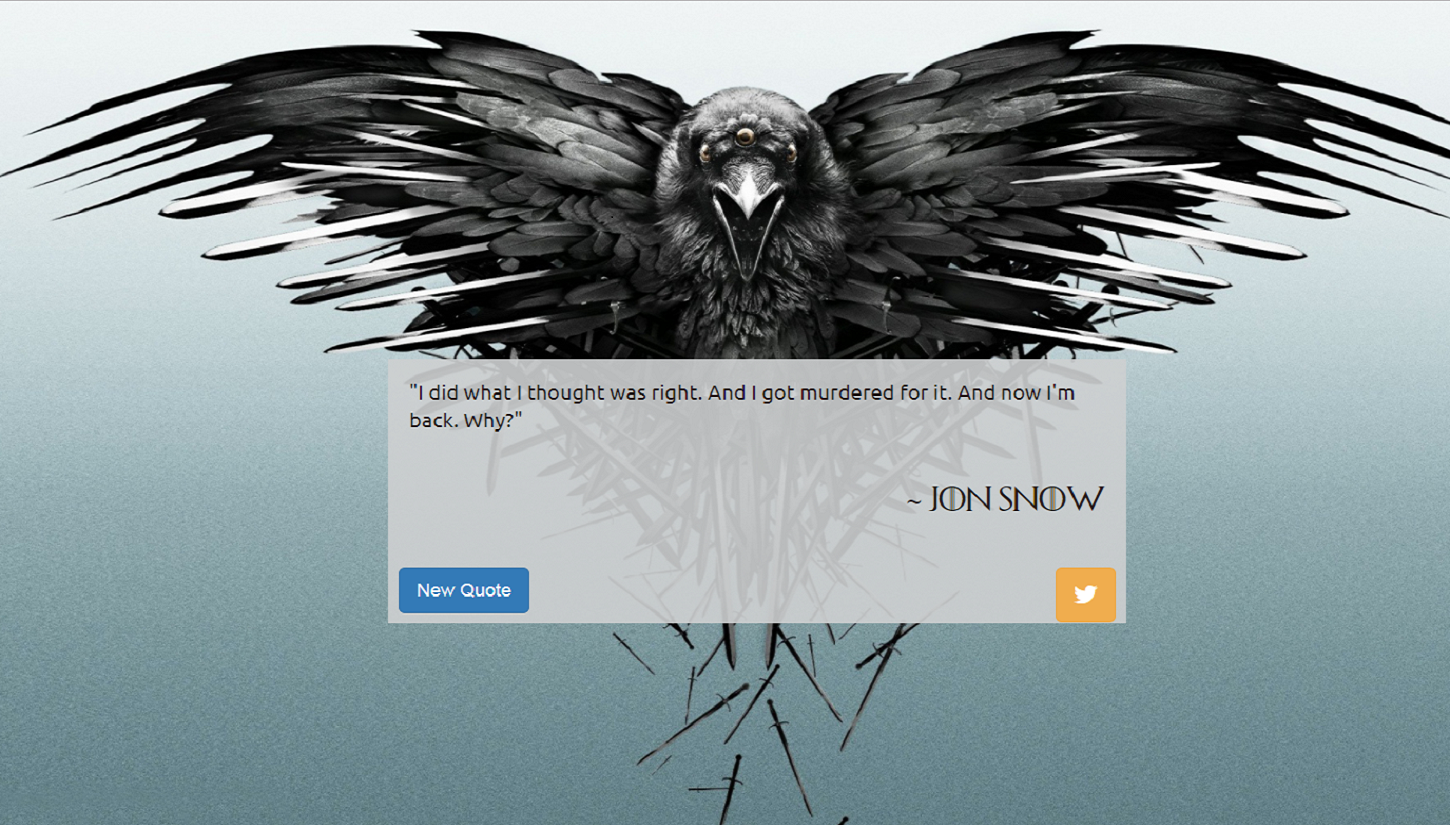 "I did what I thought was right. And I got murdered for it. And now I'm
back. Why?"
~ JON SNOW
New Quote